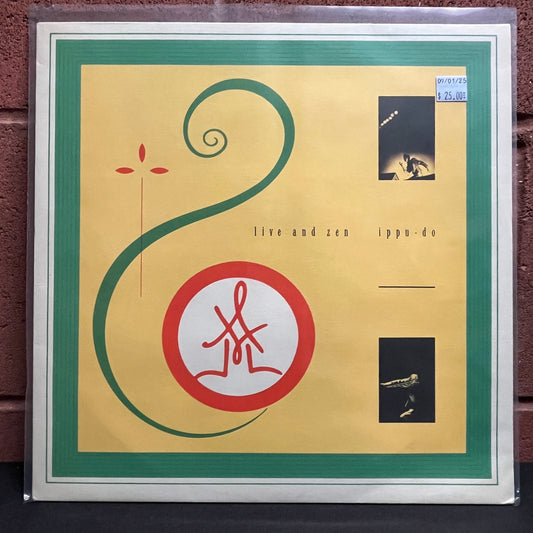 09/01/25
$ 25.00
live and zen ippu-do